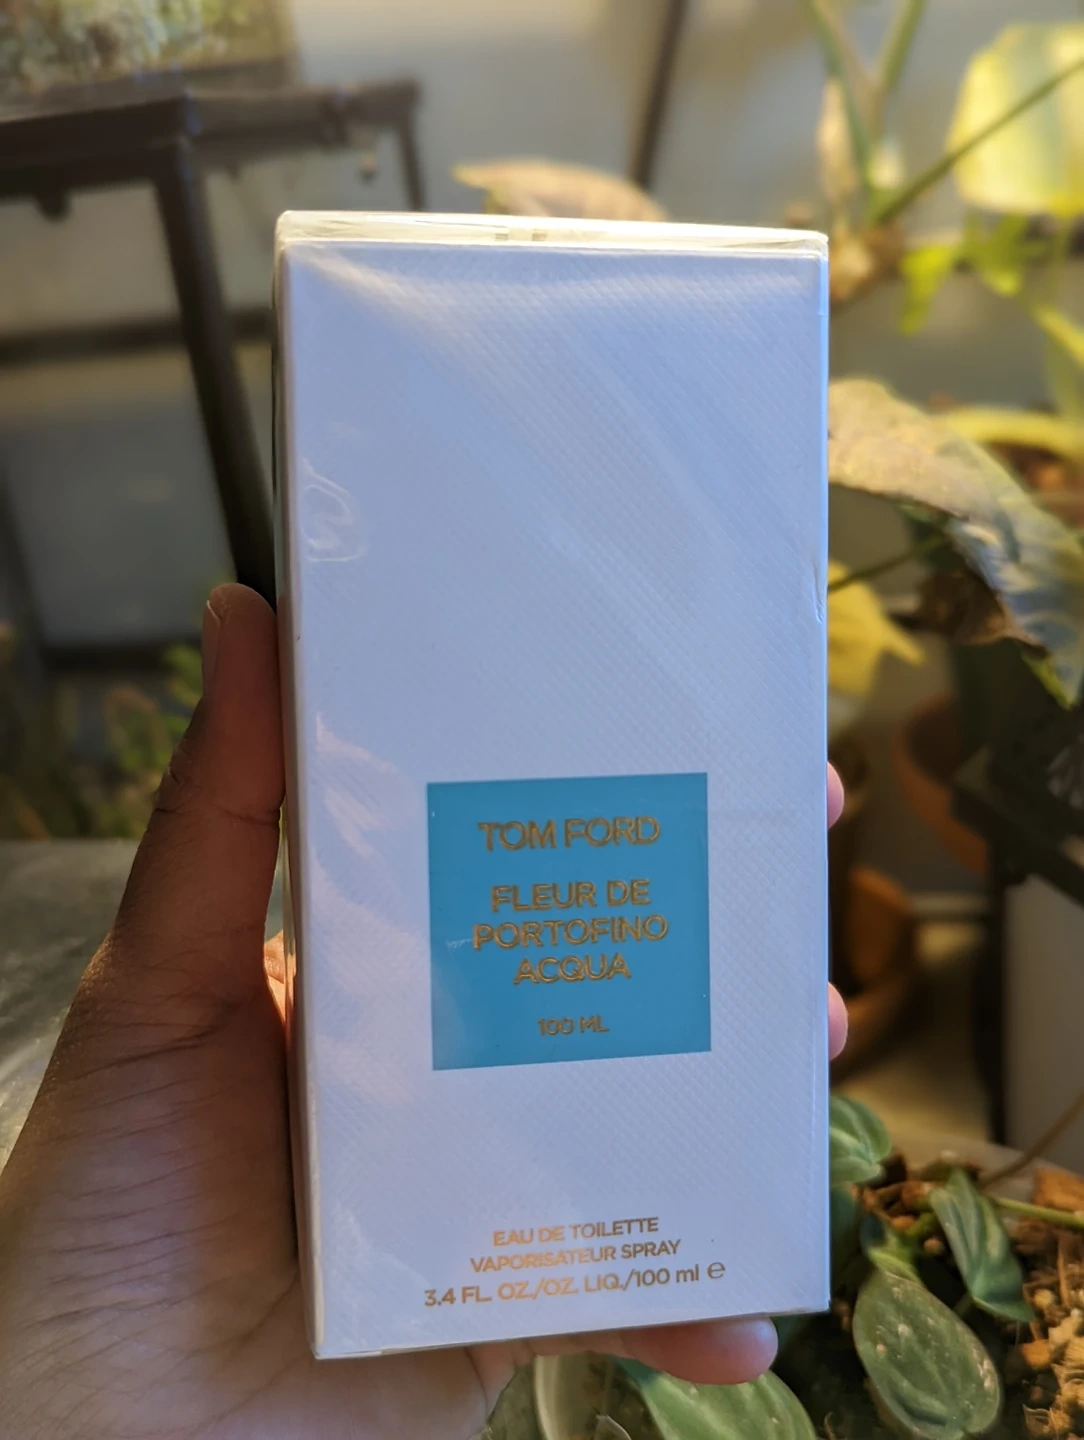 TOM FORD
FLEUR DE
PORTOFINO
ACQUA
100 ML
EAU DE TOILETTE
VAPORISATEUR SPRAY
3.4 FL. OZ./OZ. LIQ./100 ml ℮